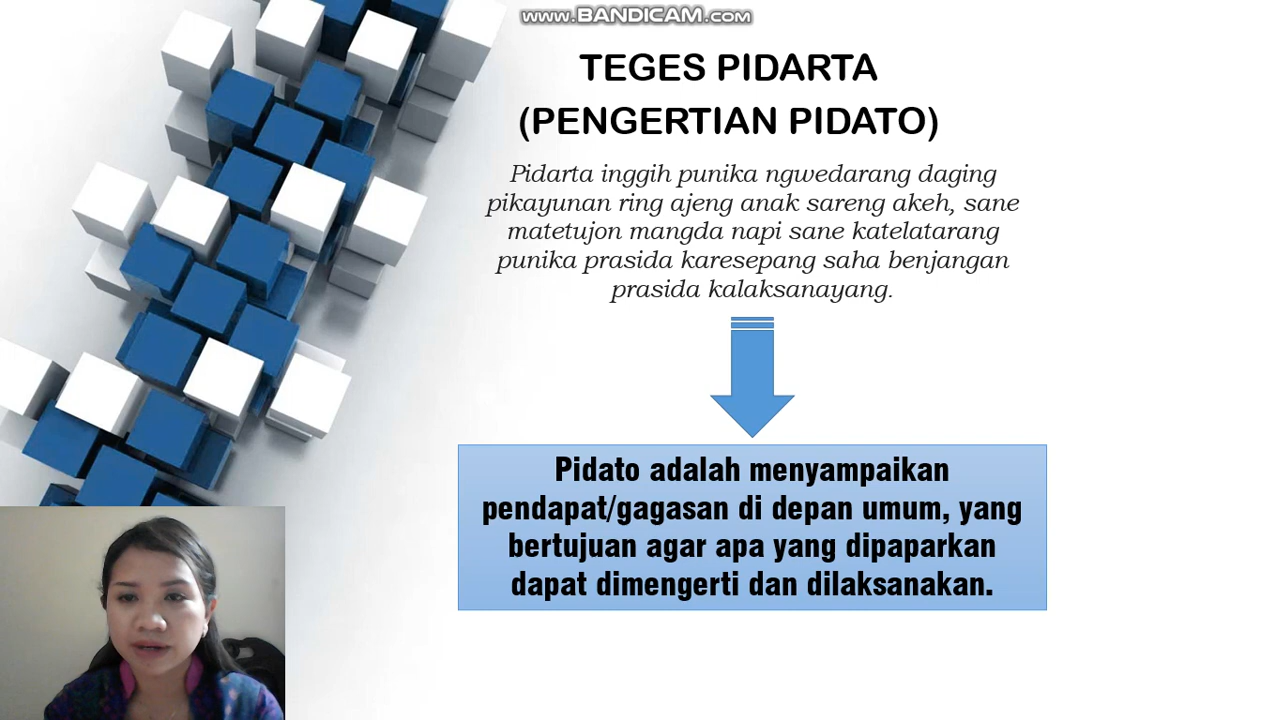 www.BANDICAM.com
TEGES PIDARTA
(PENGERTIAN PIDATO)
Pidarta inggih punika ngwedarang daging
pikayunan ring ajeng anak sareng akeh, sane
matetujon mangda napi sane katelatarang
punika prasida karesepang saha benjangan
prasida kalaksanayang.
Pidato adalah menyampaikan
pendapat/gagasan di depan umum, yang
bertujuan agar apa yang dipaparkan
dapat dimengerti dan dilaksanakan.